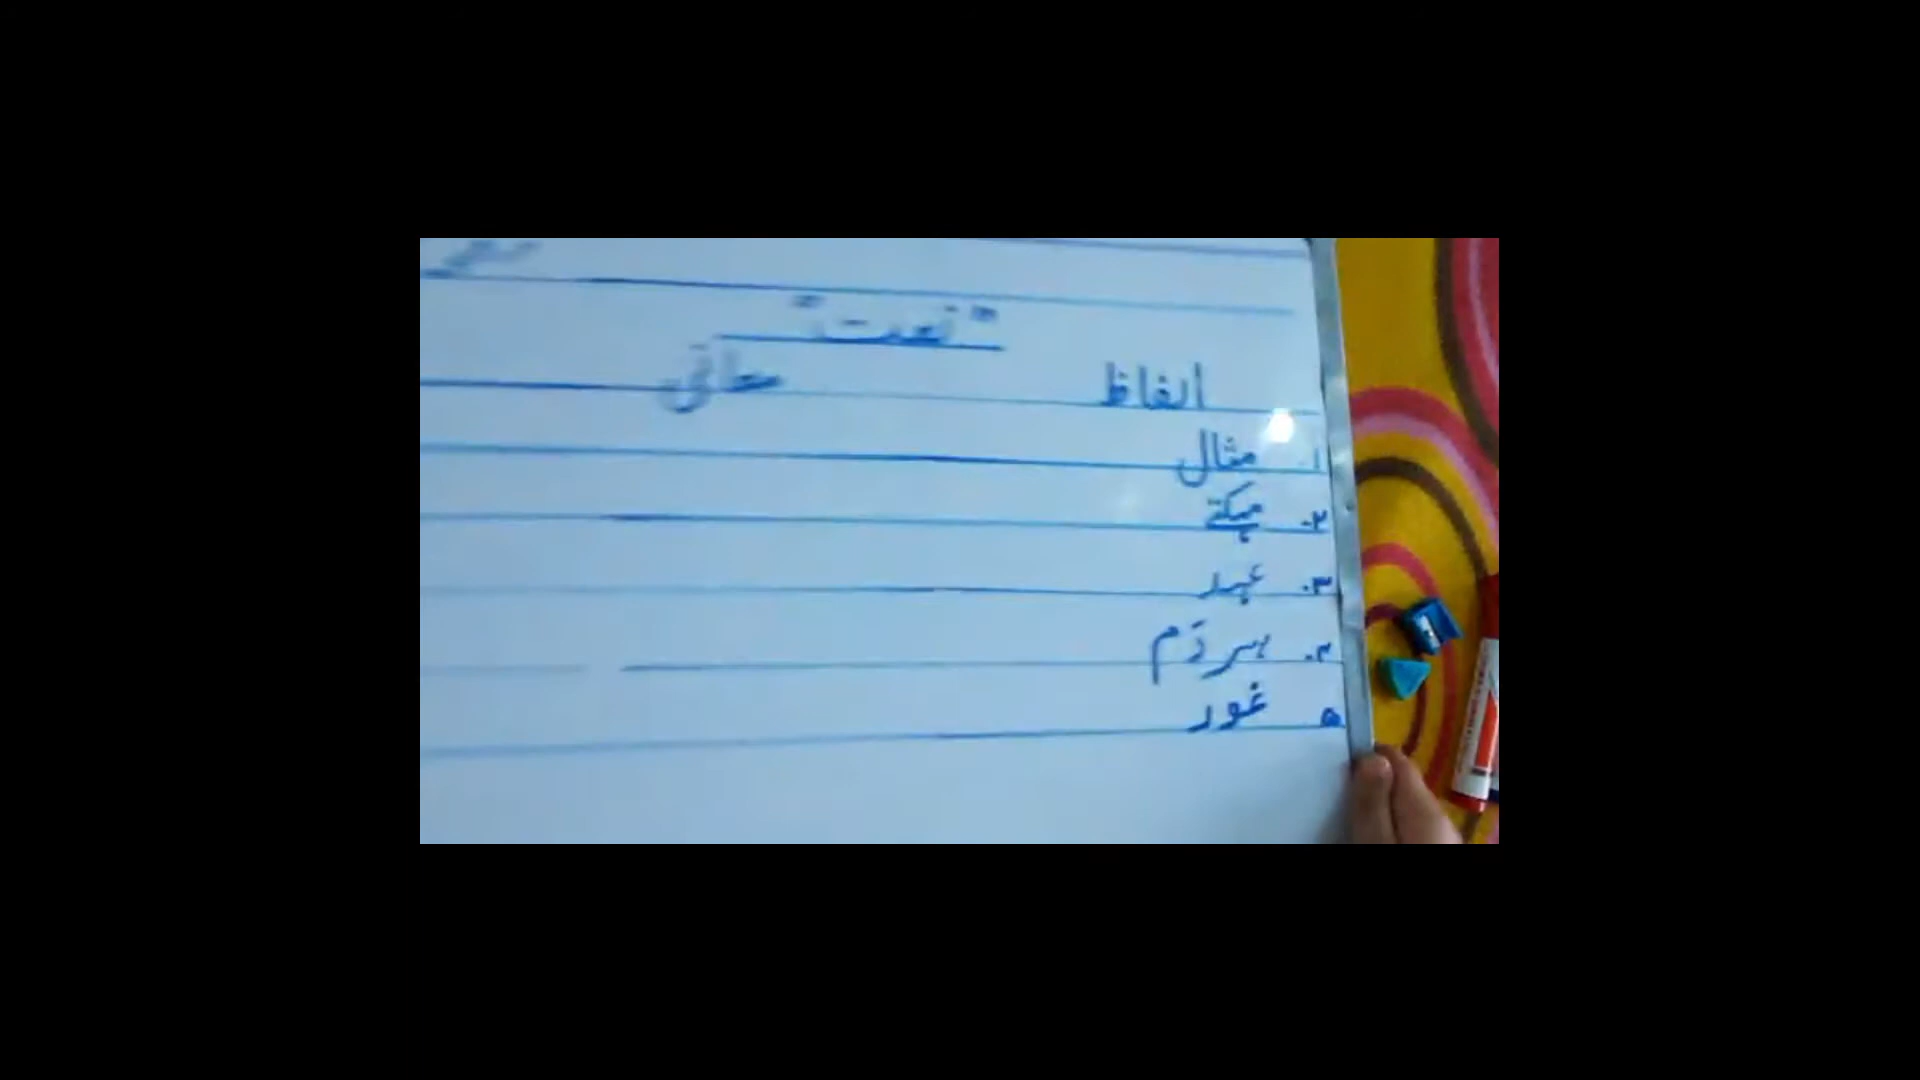 "نعت"
الفاظ معانی
۱. مثال
۲. مہکتے
۳. عہد
۴. ہر دَم
۵ غور